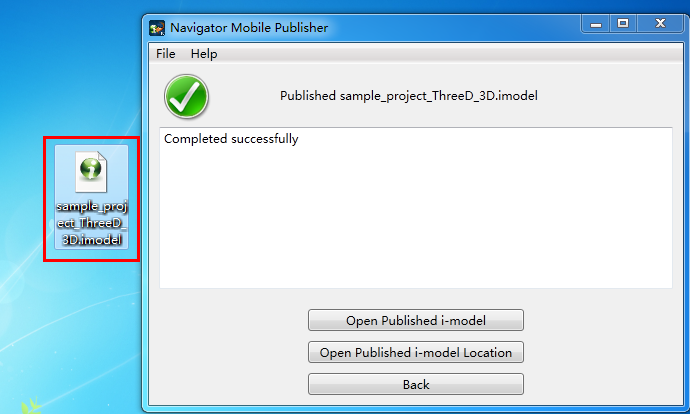 Navigator Mobile Publisher
File Help
Published sample_project_ThreeD_3D.imodel
Completed successfully
sample_proj
ect_ThreeD_
3D.imodel
Open Published i-model
Open Published i-model Location
Back